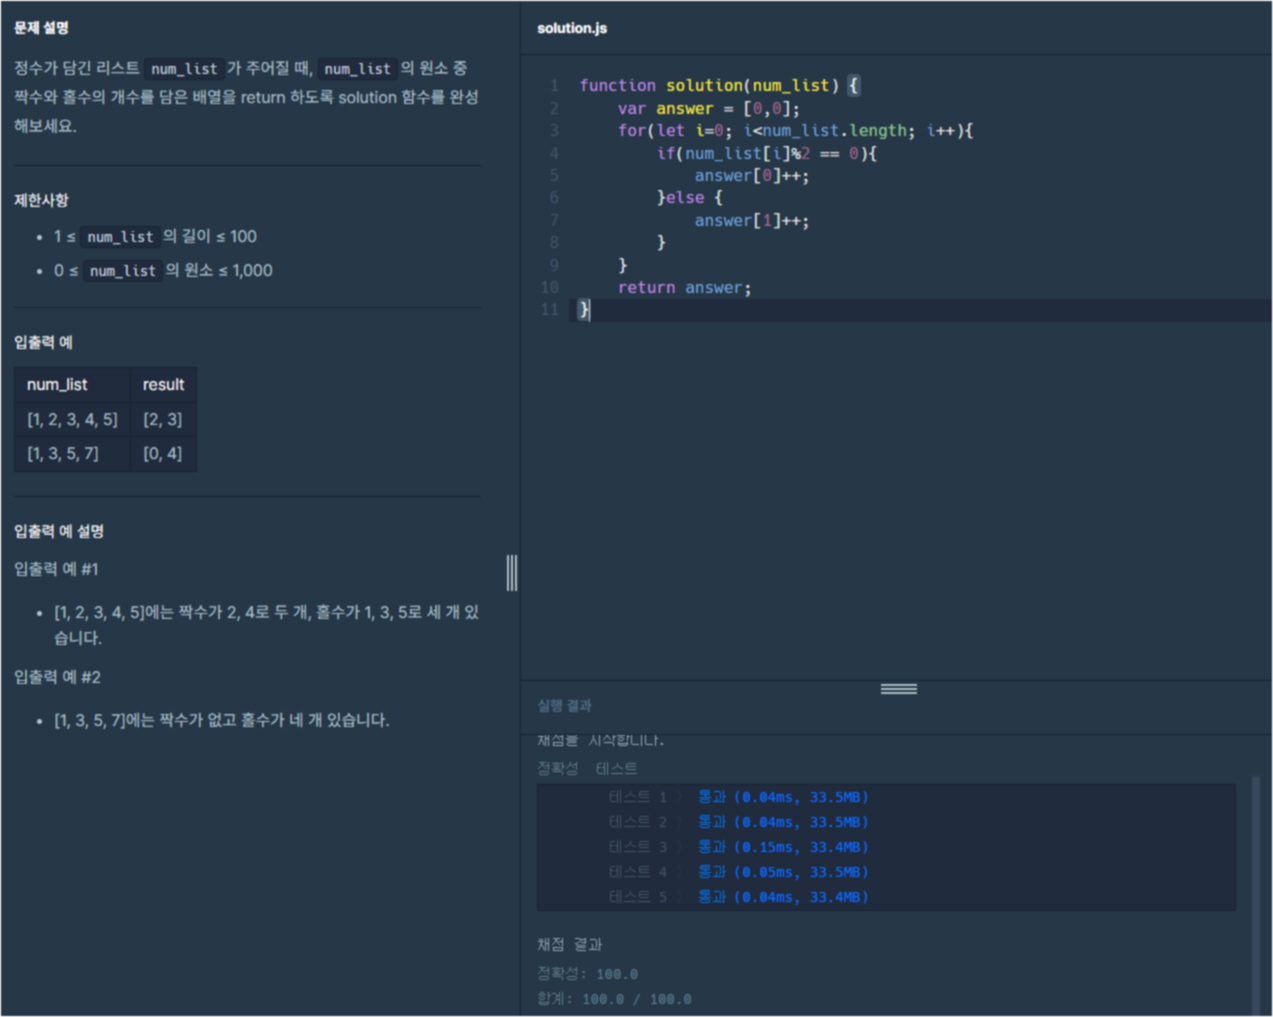 문제 설명
정수가 담긴 리스트 num_list 가 주어질 때, num_list 의 원소 중
짝수와 홀수의 개수를 담은 배열을 return 하도록 solution 함수를 완성
해보세요.
제한사항
• 1 ≤ num_list 의 길이 ≤ 100
• 0 ≤ num_list 의 원소 ≤ 1,000
입출력 예
num_list result
[1, 2, 3, 4, 5] [2, 3]
[1, 3, 5, 7] [0, 4]
입출력 예 설명
입출력 예 #1
• [1, 2, 3, 4, 5]에는 짝수가 2, 4로 두 개, 홀수가 1, 3, 5로 세 개 있
습니다.
입출력 예 #2
• [1, 3, 5, 7]에는 짝수가 없고 홀수가 네 개 있습니다.
solution.js
1 function solution(num_list) {
2     var answer = [0,0];
3     for(let i=0; i<num_list.length; i++){
4         if(num_list[i]%2 == 0){
5             answer[0]++;
6         }else {
7             answer[1]++;
8         }
9     }
10     return answer;
11 }
실행 결과
채점을 시작합니다.
정확성 테스트
테스트 1 〉 통과 (0.04ms, 33.5MB)
테스트 2 〉 통과 (0.04ms, 33.5MB)
테스트 3 〉 통과 (0.15ms, 33.4MB)
테스트 4 〉 통과 (0.05ms, 33.5MB)
테스트 5 〉 통과 (0.04ms, 33.4MB)
채점 결과
정확성: 100.0
합계: 100.0 / 100.0